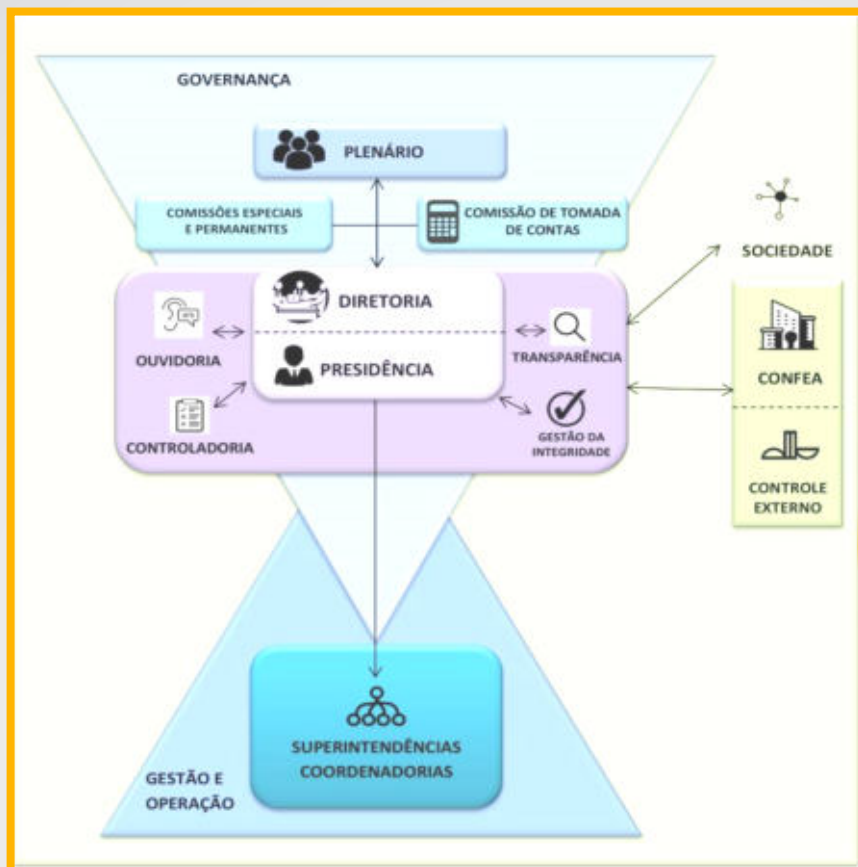 GOVERNANÇA
PLENÁRIO
COMISSÕES ESPECIAIS
E PERMANENTES
COMISSÃO DE TOMADA
DE CONTAS
SOCIEDADE
DIRETORIA
OUVIDORIA
TRANSPARÊNCIA
PRESIDÊNCIA
CONFEA
CONTROLADORIA
GESTÃO DA
INTEGRIDADE
CONTROLE
EXTERNO
SUPERINTENDÊNCIAS
COORDENADORIAS
GESTÃO E
OPERAÇÃO